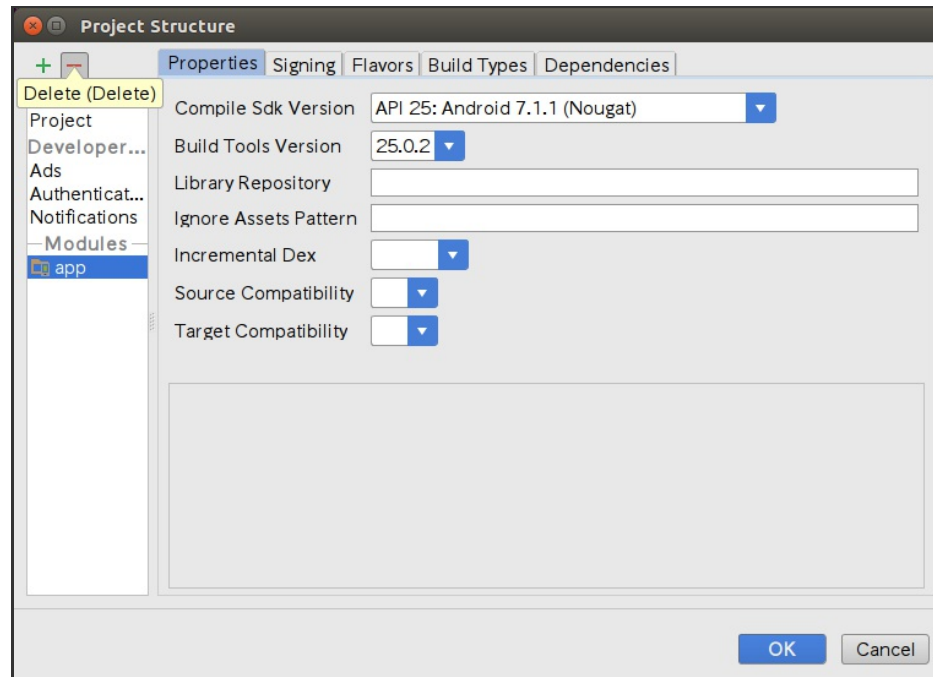 Project Structure
Properties Signing Flavors Build Types Dependencies
Delete (Delete)
Project
Developer...
Ads
Authenticat...
Notifications
Modules
app
Compile Sdk Version API 25: Android 7.1.1 (Nougat)
Build Tools Version 25.0.2
Library Repository
Ignore Assets Pattern
Incremental Dex
Source Compatibility
Target Compatibility
OK Cancel